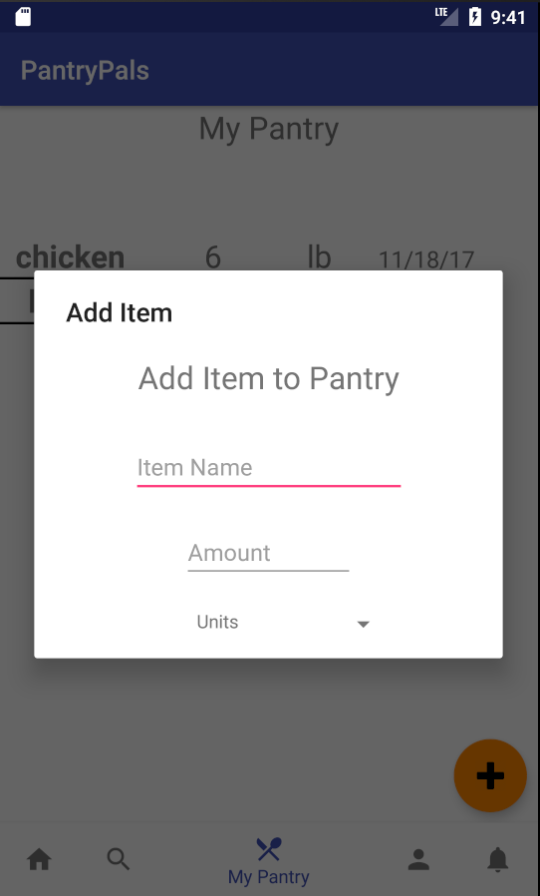 LTE 9:41
PantryPals
My Pantry
chicken 6 lb 11/18/17
Add Item
Add Item to Pantry
Item Name
Amount
Units
My Pantry